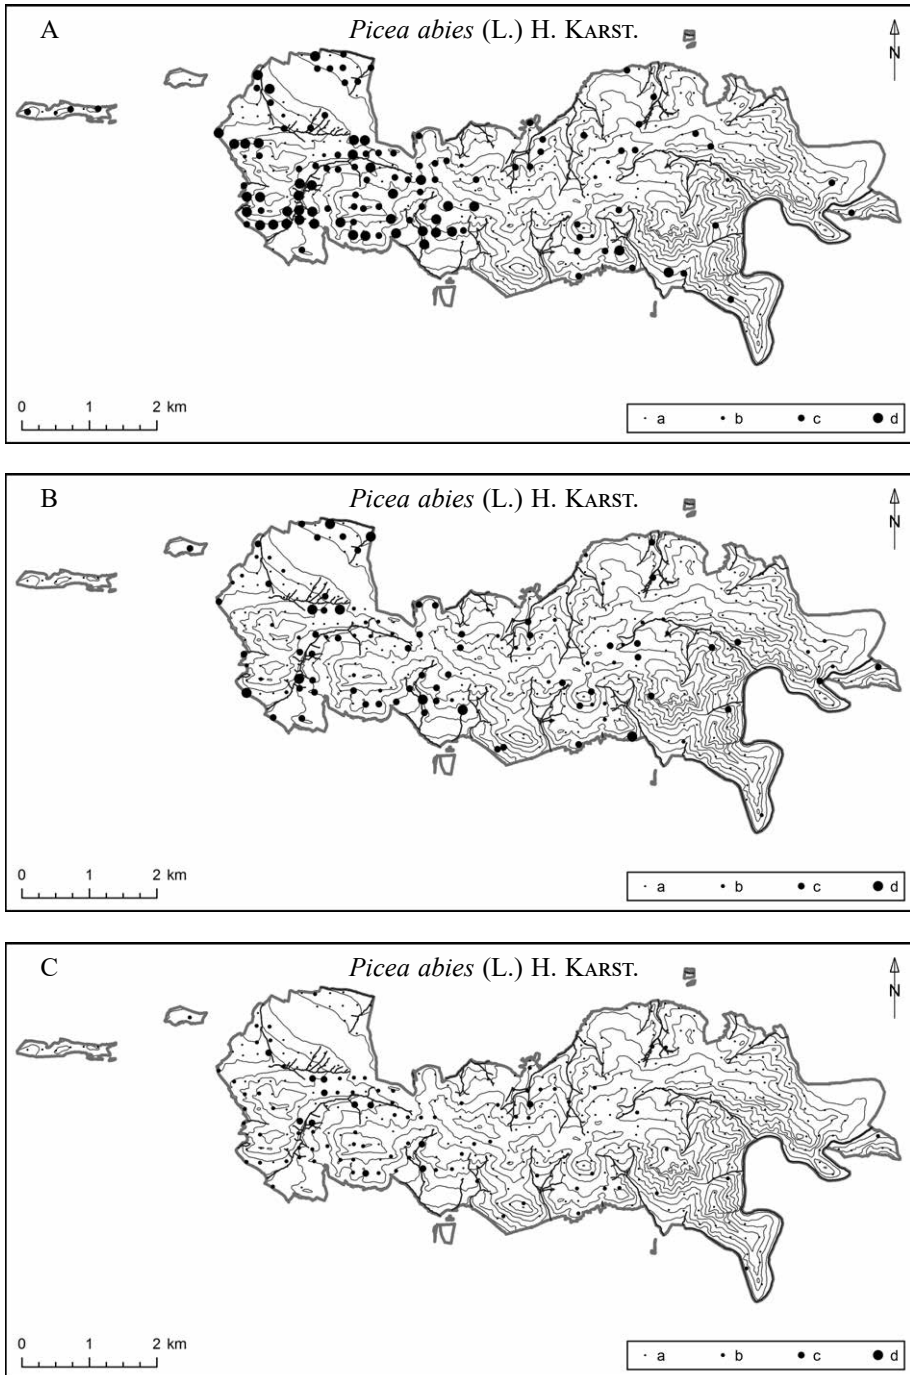 A
Picea abies (L.) H. KARST.
N
0 1 2 km
a b c d
B
Picea abies (L.) H. KARST.
N
0 1 2 km
a b c d
C
Picea abies (L.) H. KARST.
N
0 1 2 km
a b c d